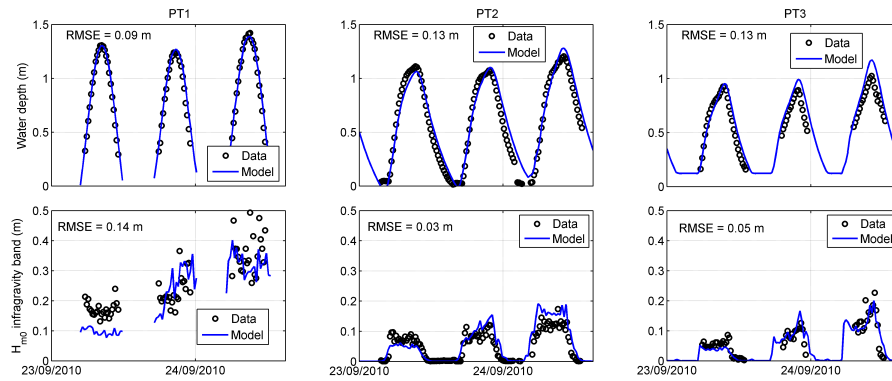 PT1
PT2
PT3
RMSE = 0.09 m
RMSE = 0.13 m
RMSE = 0.13 m
Data
Model
Data
Model
Data
Model
Water depth (m)
1.5
1
0.5
0
1.5
1
0.5
0
1.5
1
0.5
0
RMSE = 0.14 m
RMSE = 0.03 m
RMSE = 0.05 m
Data
Model
Data
Model
Data
Model
Hm0 infragravity band (m)
0.5
0.4
0.3
0.2
0.1
0
0.5
0.4
0.3
0.2
0.1
0
0.5
0.4
0.3
0.2
0.1
0
23/09/2010
24/09/2010
23/09/2010
24/09/2010
23/09/2010
24/09/2010